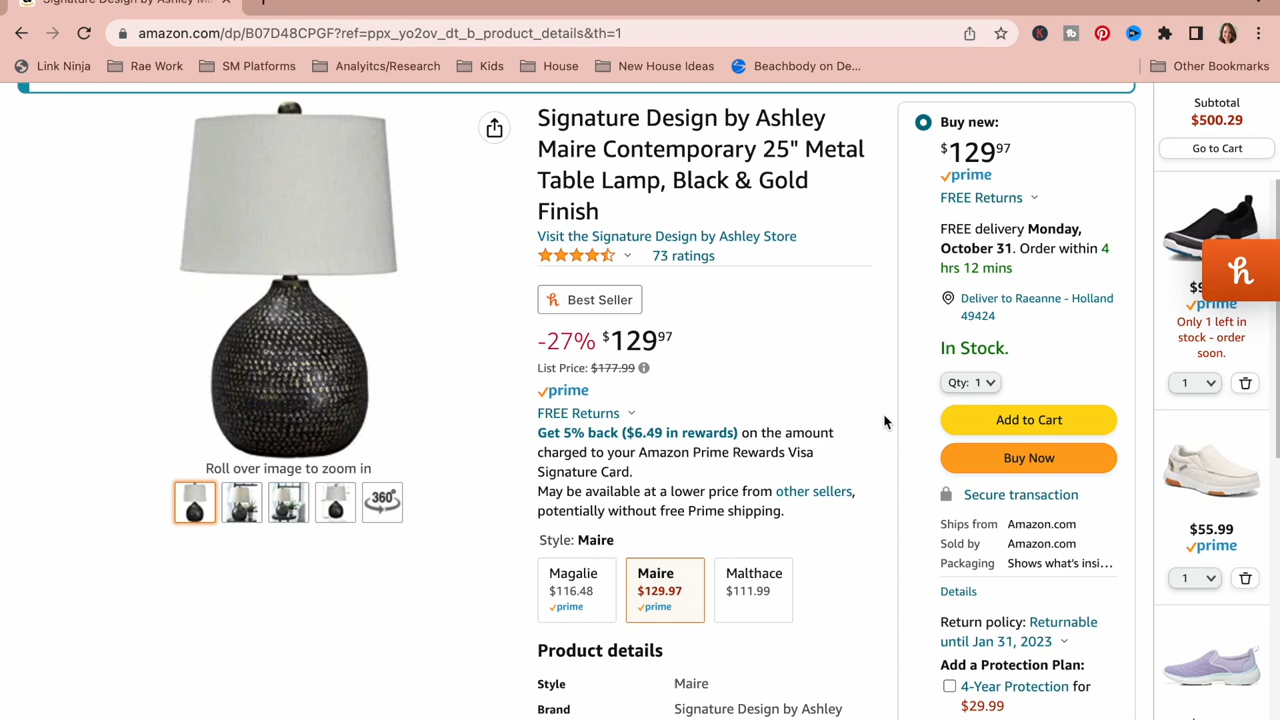 Signature Design by Ashley Ma
amazon.com/dp/B07D48CPGF?ref=ppx_yo2ov_dt_b_product_details&th=1
Link Ninja
Rae Work
SM Platforms
Analyitcs/Research
Kids
House
New House Ideas
Beachbody on De...
Other Bookmarks
Roll over image to zoom in
360°
Signature Design by Ashley
Maire Contemporary 25" Metal
Table Lamp, Black & Gold
Finish
Visit the Signature Design by Ashley Store
73 ratings
h Best Seller
-27% $129 97
List Price: $177.99
prime
FREE Returns
Get 5% back ($6.49 in rewards) on the amount
charged to your Amazon Prime Rewards Visa
Signature Card.
May be available at a lower price from other sellers,
potentially without free Prime shipping.
Style: Maire
Magalie
$116.48
prime
Maire
$129.97
prime
Malthace
$111.99
Product details
Style Maire
Brand Signature Design by Ashley
Buy new:
$129 97
prime
FREE Returns
FREE delivery Monday,
October 31. Order within 4
hrs 12 mins
Deliver to Raeanne - Holland
49424
In Stock.
Qty: 1
Add to Cart
Buy Now
Secure transaction
Ships from Amazon.com
Sold by Amazon.com
Packaging Shows what's insi...
Details
Return policy: Returnable
until Jan 31, 2023
Add a Protection Plan:
4-Year Protection for
$29.99
Subtotal
$500.29
Go to Cart
h
prime
Only 1 left in
stock - order
soon.
1
$55.99
prime
1